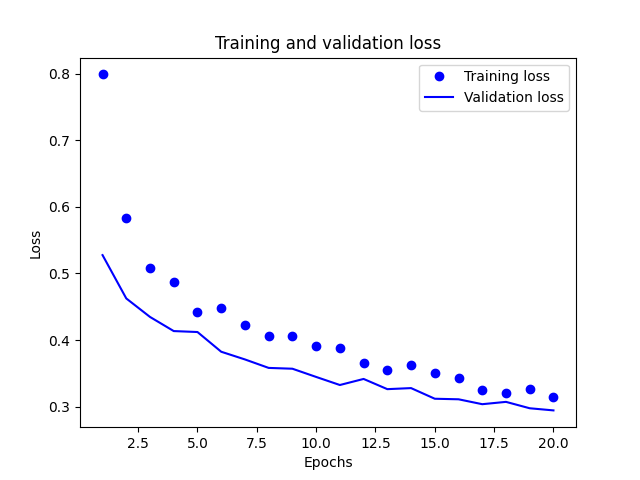 Training and validation loss
Training loss
Validation loss
0.8
0.7
0.6
0.5
0.4
0.3
Loss
2.5 5.0 7.5 10.0 12.5 15.0 17.5 20.0
Epochs